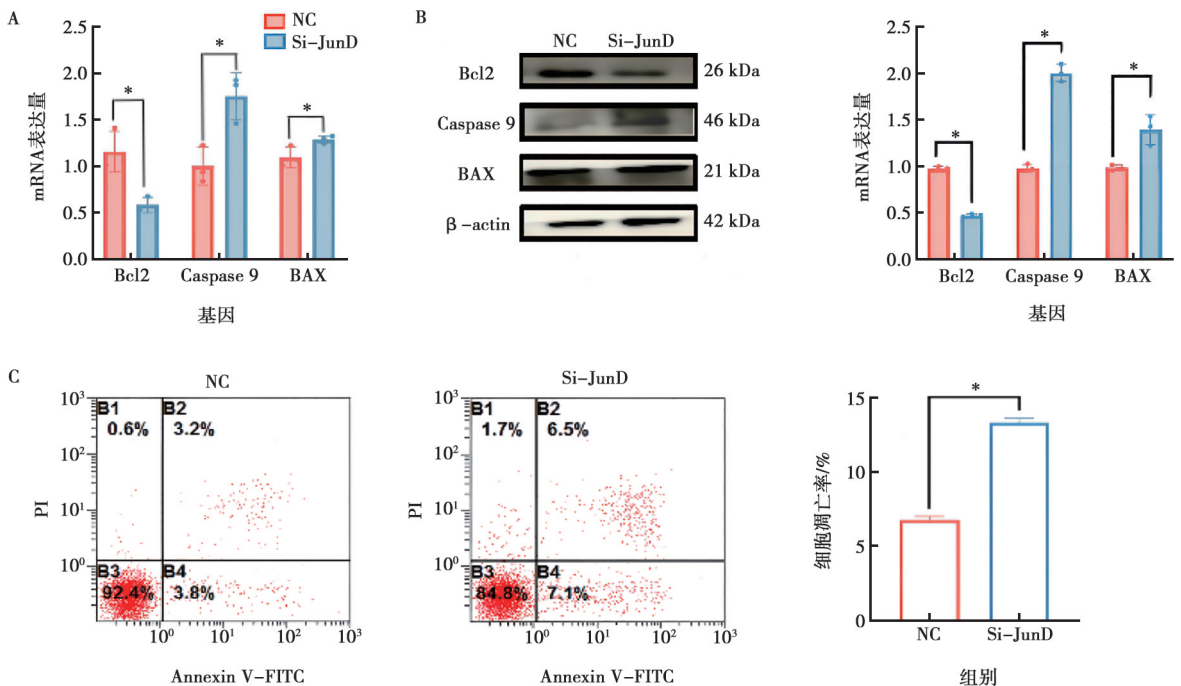 A
NC
Si-JunD
mRNA表达量
2.5
2.0
1.5
1.0
0.5
0.0
*
*
*
Bcl2 Caspase 9 BAX
基因
B
NC Si-JunD
Bcl2 26 kDa
Caspase 9 46 kDa
BAX 21 kDa
β-actin 42 kDa
mRNA表达量
2.5
2.0
1.5
1.0
0.5
0.0
*
*
*
Bcl2 Caspase 9 BAX
基因
C
NC
PI
10³
10²
10¹
10⁰
B1 B2
0.6% 3.2%
B3 B4
92.4% 3.8%
10⁰ 10¹ 10² 10³
Annexin V-FITC
Si-JunD
PI
10³
10²
10¹
10⁰
B1 B2
1.7% 6.5%
B3 B4
84.8% 7.1%
10⁰ 10¹ 10² 10³
Annexin V-FITC
细胞凋亡率/%
15
13
5
0
*
NC Si-JunD
组别